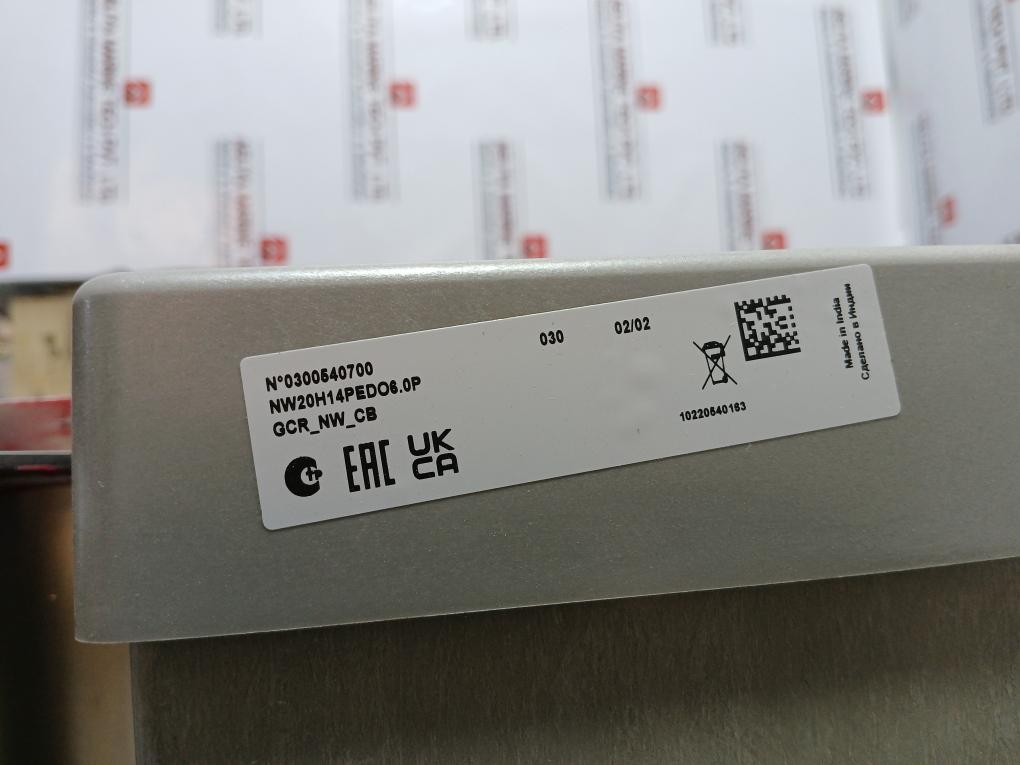 N°0300540700
NW20H14PEDO6.0P
GCR_NW_CB
EAC
UK
CA
030
02/02
10220540163
Made in India
Сделано в Индии